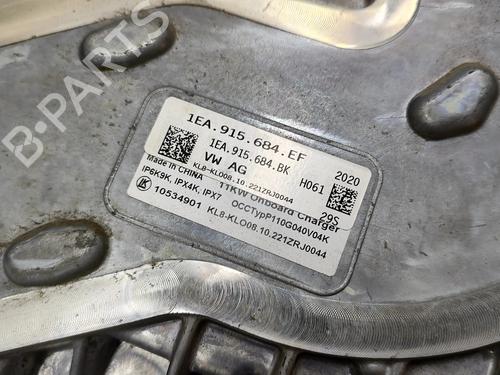 B-PARTS
1EA.915.684.EF
1EA.915.684.BK
VW AG
H061
2020
KL8-KLO08.10.221ZRJ0044
Made in CHINA
11KW Onboard Charger
29S
IP6K9K, IPX4K, IPX7
OCCTypP110G040V04K
10534901
KL8-KLO08.10.221ZRJ0044